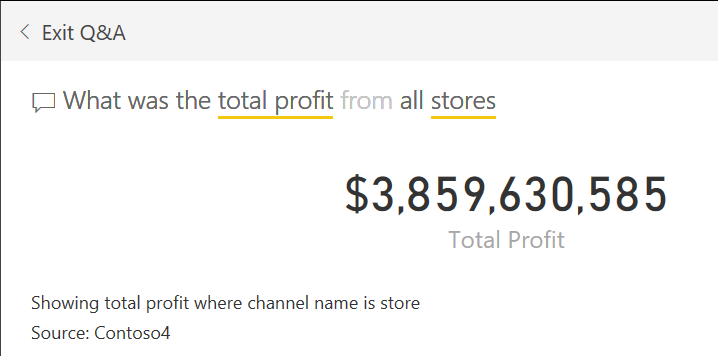 Exit Q&A
What was the total profit from all stores
$3,859,630,585
Total Profit
Showing total profit where channel name is store
Source: Contoso4